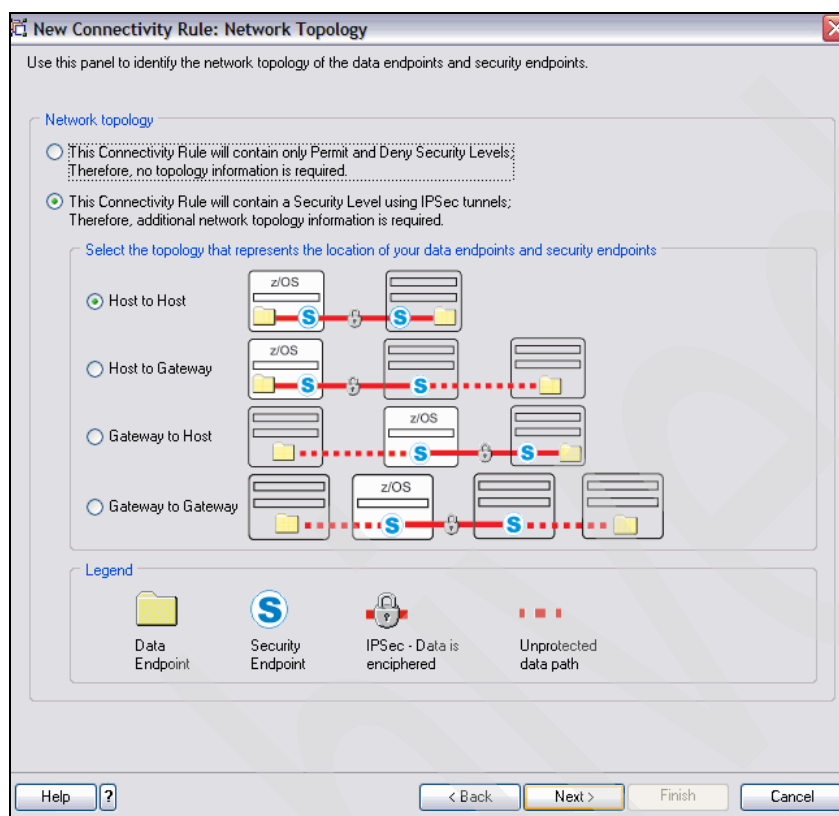 New Connectivity Rule: Network Topology
Use this panel to identify the network topology of the data endpoints and security endpoints.
Network topology
This Connectivity Rule will contain only Permit and Deny Security Levels;
Therefore, no topology information is required.
This Connectivity Rule will contain a Security Level using IPSec tunnels;
Therefore, additional network topology information is required.
Select the topology that represents the location of your data endpoints and security endpoints
z/OS
Host to Host
S S
z/OS
Host to Gateway
S S
z/OS
Gateway to Host
S S
z/OS
Gateway to Gateway
S S
Legend
S
Data Security IPSec - Data is Unprotected
Endpoint Endpoint enciphered data path
Help ? < Back Next > Finish Cancel